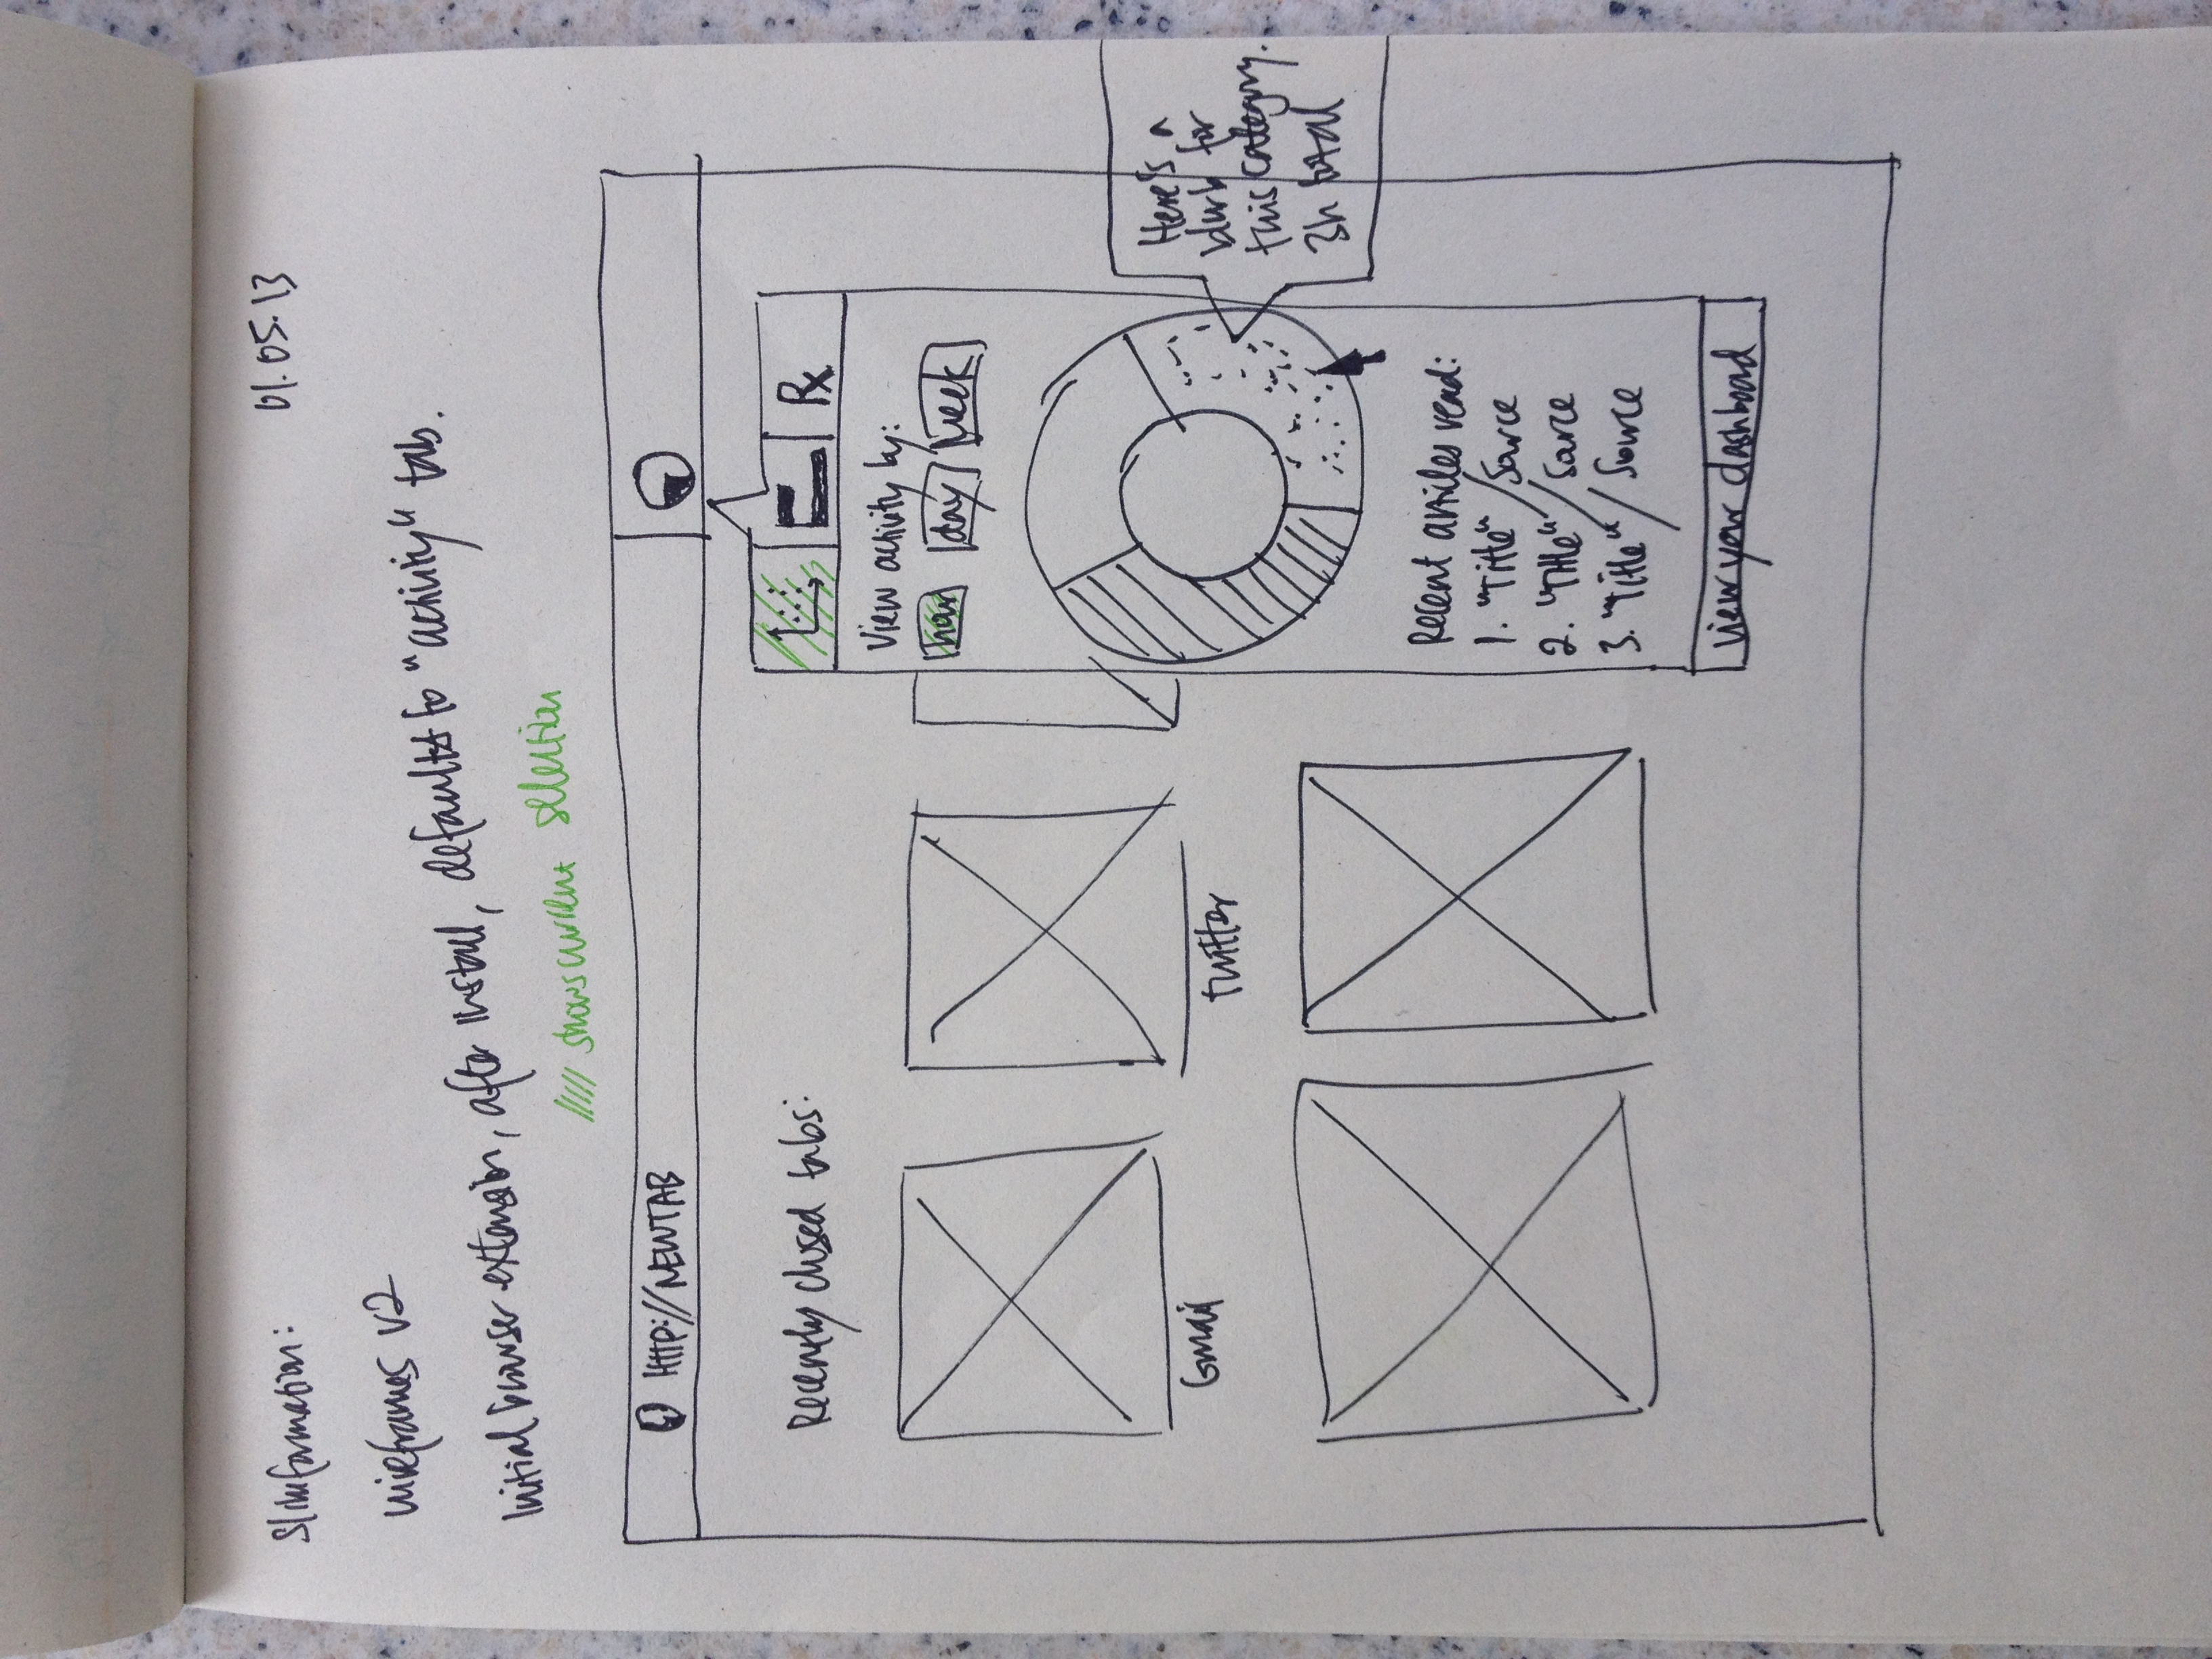 Slimformation:
01.05.13
wireframes v2
Initial browser extension, after install, defaults to "activity" tab.
shows current selection
HTTP://NEWTAB
Recently closed tabs:
Rx
View activity by:
hour day week
Gmail
twitter
Here's a
blurb for
this category.
3h total
Recent articles read:
1. "Title" / Source
2. "Title" / Source
3. "Title" / Source
View your dashboard